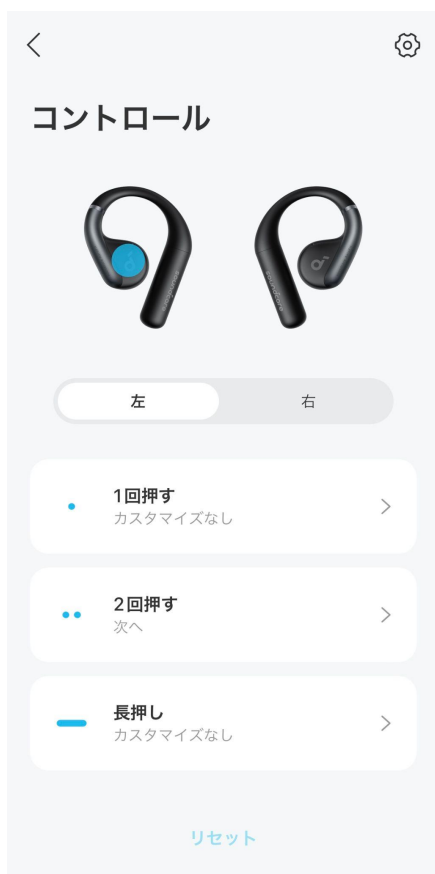 コントロール
soundcore
soundcore
左
右
1回押す
カスタマイズなし
2回押す
次へ
長押し
カスタマイズなし
リセット